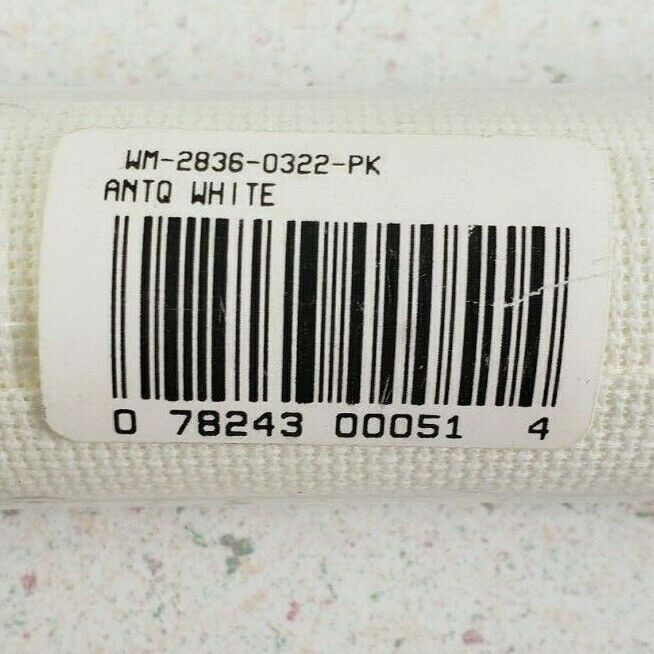 WM-2836-0322-PK
ANTQ WHITE
0 78243 00051 4